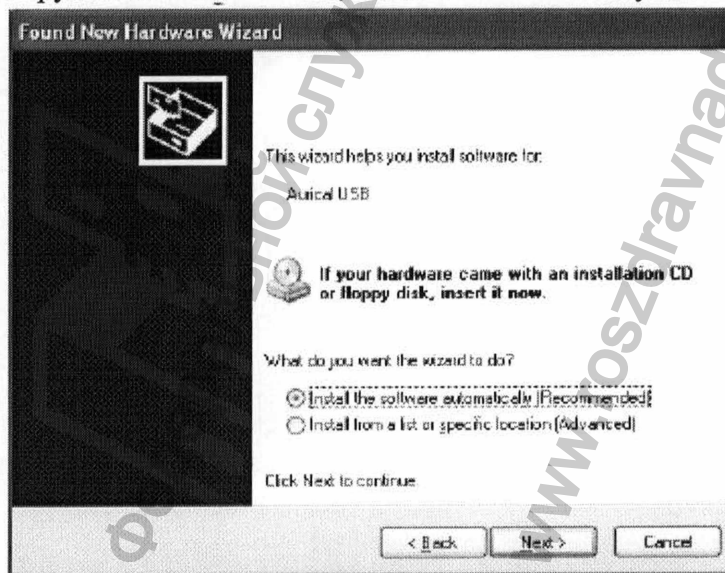 Found New Hardware Wizard
This wizard helps you install software for:
Aurical USB
If your hardware came with an installation CD
or floppy disk, insert it now.
What do you want the wizard to do?
Install the software automatically (Recommended)
Install from a list or specific location (Advanced)
Click Next to continue
< Back
Next >
Cancel
www.roszdravnad